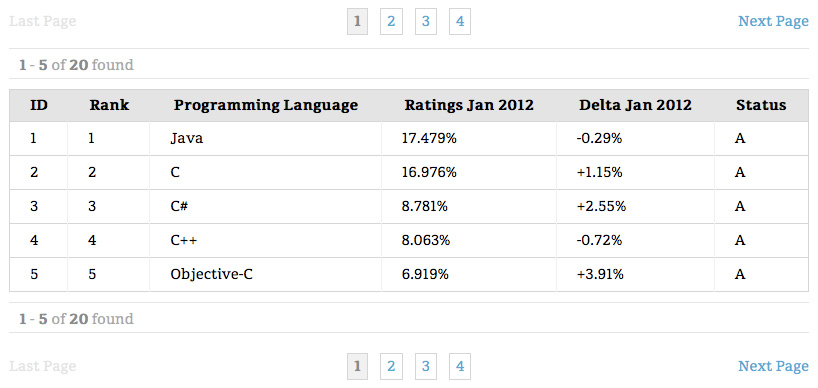 Last Page 1 2 3 4 Next Page
1 - 5 of 20 found
ID Rank Programming Language Ratings Jan 2012 Delta Jan 2012 Status
1 1 Java 17.479% -0.29% A
2 2 C 16.976% +1.15% A
3 3 C# 8.781% +2.55% A
4 4 C++ 8.063% -0.72% A
5 5 Objective-C 6.919% +3.91% A
1 - 5 of 20 found
Last Page 1 2 3 4 Next Page